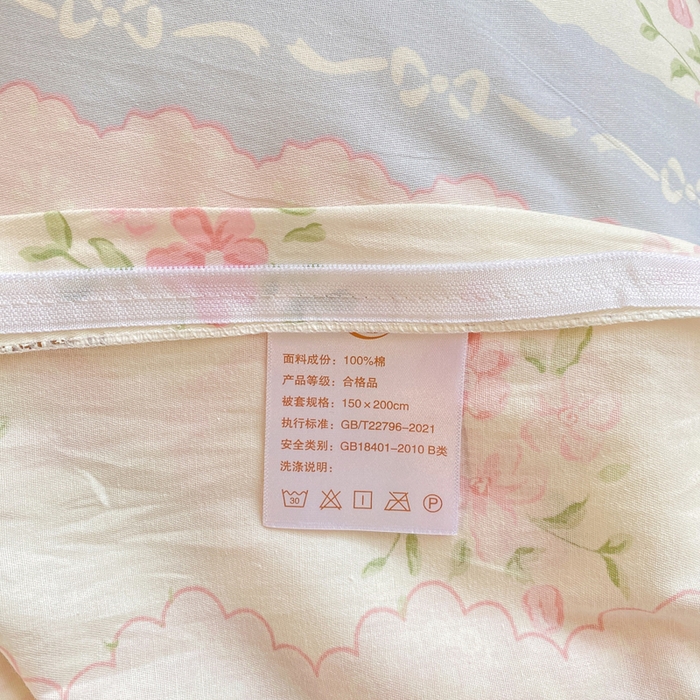 面料成份：100%棉
产品等级：合格品
被套规格：150×200cm
执行标准：GB/T22796-2021
安全类别：GB18401-2010 B类
洗涤说明：
30
P